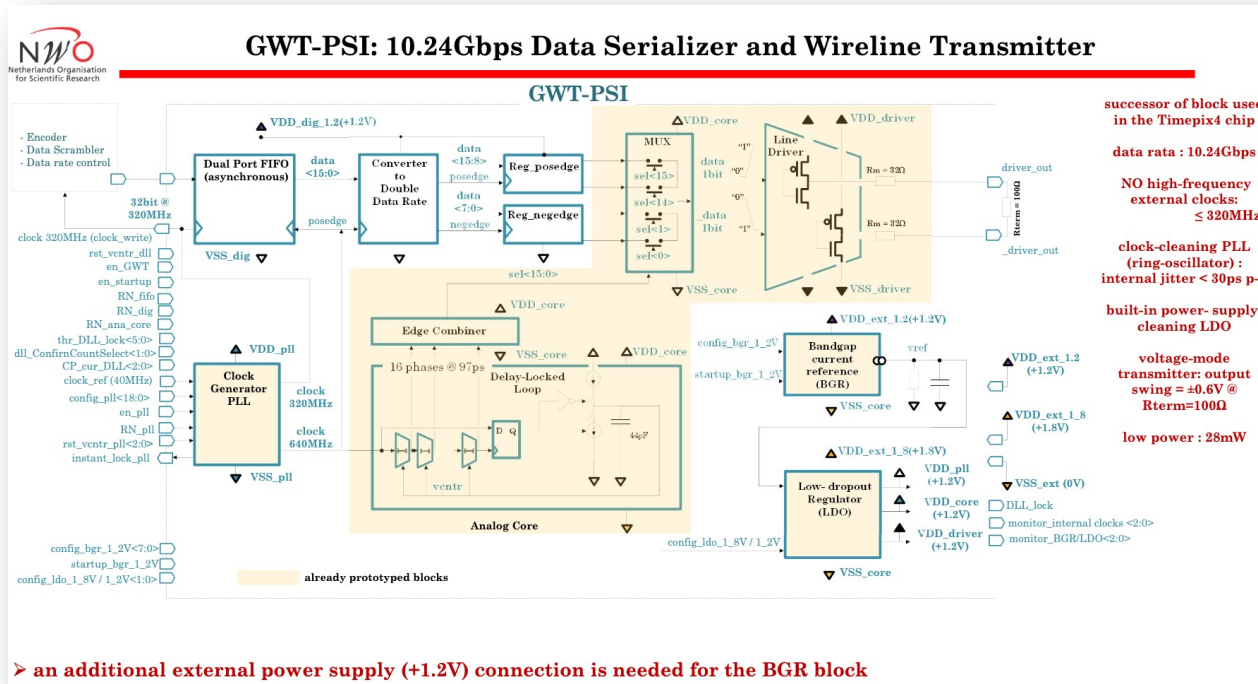 NWO
Netherlands Organisation
for Scientific Research
GWT-PSI: 10.24Gbps Data Serializer and Wireline Transmitter
GWT-PSI
- Encoder
- Data Scrambler
- Data rate control
32bit @
320MHz
clock 320MHz (clock_write)
rst_vcntr_dll
en_GWT
en_startup
RN_fifo
RN_dig
RN_ana_core
thr_DLL_lock<5:0>
dll_ConfirmCountSelect<1:0>
CP_cur_DLL<2:0>
clock_ref (40MHz)
config_pll<18:0>
en_pll
RN_pll
rst_vcntr_pll<2:0>
instant_lock_pll
config_bgr_1_2V<7:0>
startup_bgr_1_2V
config_ldo_1_8V / 1_2V<1:0>
VDD_dig_1.2(+1.2V)
Dual Port FIFO
(asynchronous)
VSS_dig
data
<15:0>
posedge
Converter
to
Double
Data Rate
data
<15:8>
posedge
data
<7:0>
negedge
Reg_posedge
Reg_negedge
sel<15:0>
VDD_core
MUX
sel<15>
sel<14>
sel<1>
sel<0>
VSS_core
data
1bit
_data
1bit
"1"
"0"
"0"
"1"
Line
Driver
VDD_driver
VSS_driver
Rm = 32Ω
Rm = 32Ω
driver_out
Rterm = 100Ω
_driver_out
VDD_pll
Clock
Generator
PLL
VSS_pll
clock
320MHz
clock
640MHz
VDD_core
Edge Combiner
VSS_core
VDD_core
16 phases @ 97ps
Delay-Locked
Loop
D Q
44pF
vcntr
Analog Core
VDD_ext_1.2(+1.2V)
config_bgr_1_2V
startup_bgr_1_2V
Bandgap
current
reference
(BGR)
VSS_core
vref
VDD_ext_1_8(+1.8V)
Low- dropout
Regulator
(LDO)
config_ldo_1_8V / 1_2V
VSS_core
VDD_pll
(+1.2V)
VDD_core
(+1.2V)
VDD_driver
(+1.2V)
VDD_ext_1.2
(+1.2V)
VDD_ext_1_8
(+1.8V)
VSS_ext (0V)
DLL_lock
monitor_internal clocks <2:0>
monitor_BGR/LDO<2:0>
already prototyped blocks
successor of block used
in the Timepix4 chip
data rata : 10.24Gbps
NO high-frequency
external clocks:
≤ 320MHz
clock-cleaning PLL
(ring-oscillator) :
internal jitter < 30ps p-
built-in power- supply
cleaning LDO
voltage-mode
transmitter: output
swing = ±0.6V @
Rterm=100Ω
low power : 28mW
➢ an additional external power supply (+1.2V) connection is needed for the BGR block